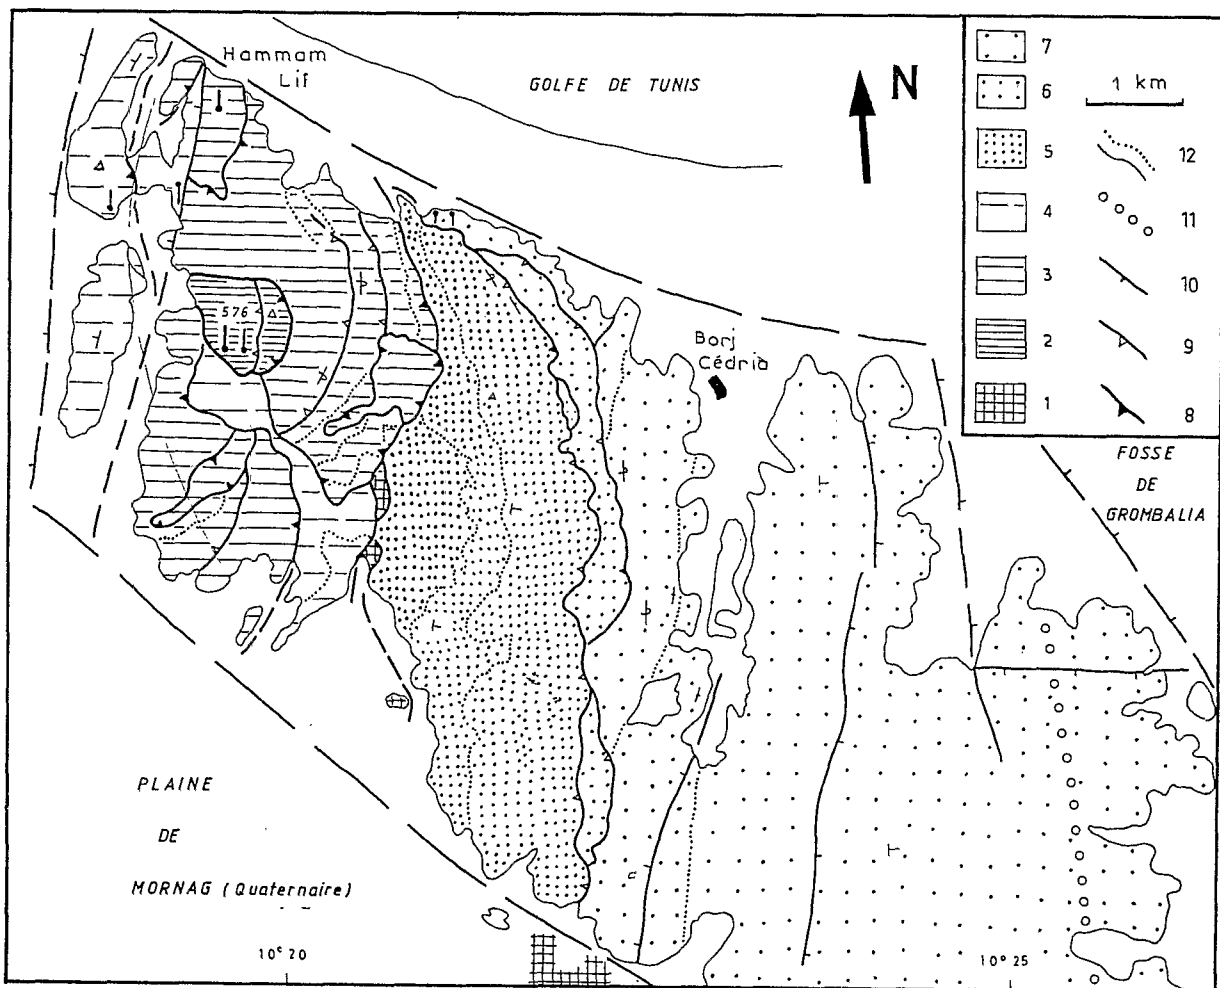 Hammam
Lif
GOLFE DE TUNIS
N
7
6
5
4
3
2
1
1 km
12
11
10
9
8
576
Borj
Cédria
FOSSE
DE
GROMBALIA
PLAINE
DE
MORNAG (Quaternaire)
10° 20
10° 25